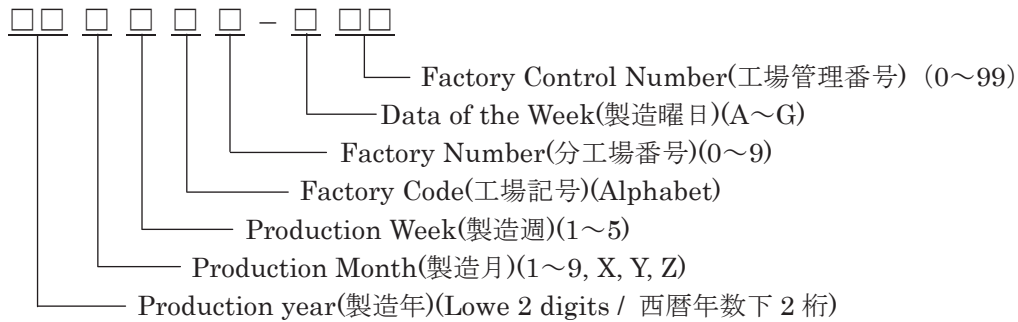 □□ □ □ □ □ - □ □□
Factory Control Number(工場管理番号)(0～99)
Data of the Week(製造曜日)(A～G)
Factory Number(分工場番号)(0～9)
Factory Code(工場記号)(Alphabet)
Production Week(製造週)(1～5)
Production Month(製造月)(1～9, X, Y, Z)
Production year(製造年)(Lowe 2 digits / 西暦年数下 2 桁)